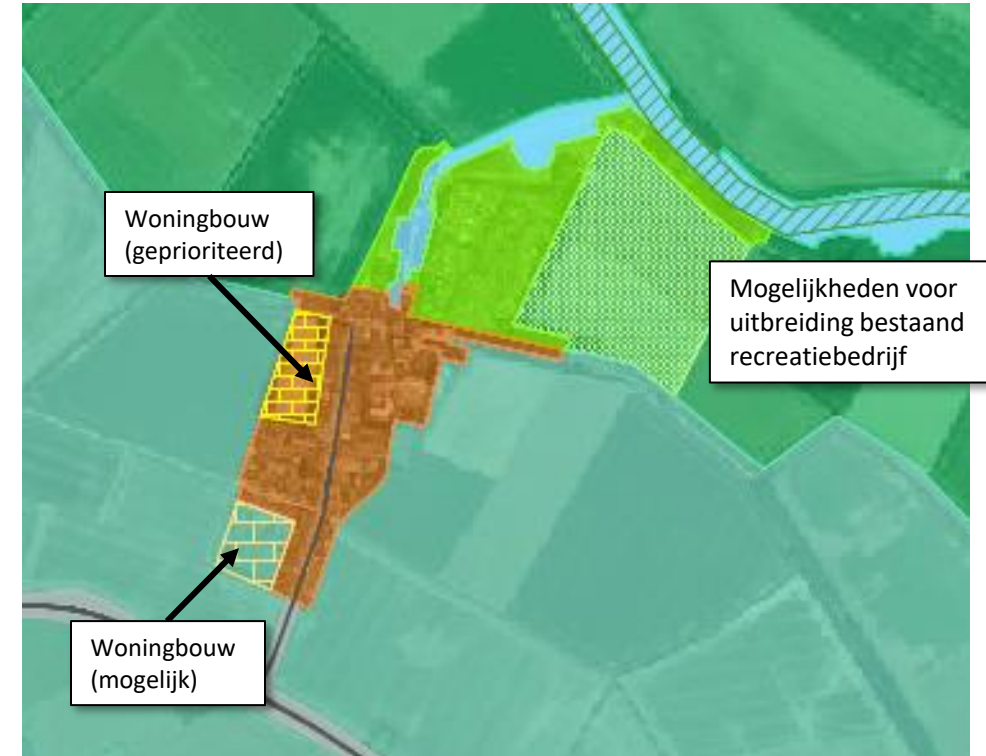 Woningbouw
(geprioriteerd)
Mogelijkheden voor
uitbreiding bestaand
recreatiebedrijf
Woningbouw
(mogelijk)